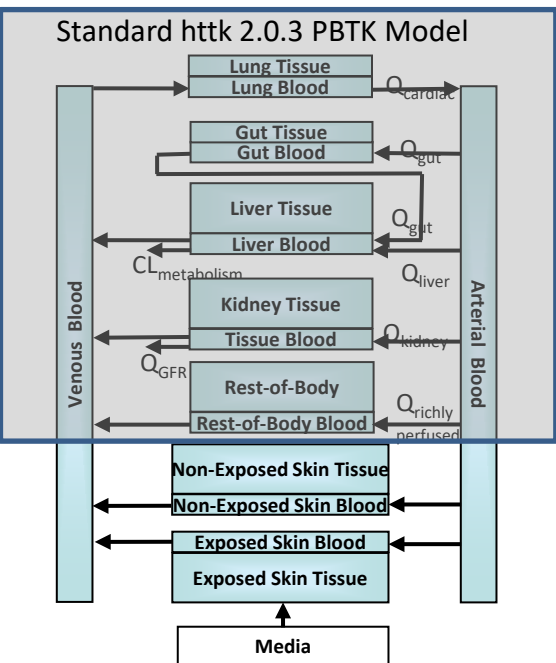 Standard httk 2.0.3 PBTK Model
Lung Tissue
Lung Blood
Qcardiac
Gut Tissue
Gut Blood
Qgut
Liver Tissue
Qgut
Liver Blood
CLmetabolism
Qliver
Kidney Tissue
Tissue Blood
Qkidney
QGFR
Rest-of-Body
Qrichly
perfused
Rest-of-Body Blood
Venous Blood
Arterial Blood
Non-Exposed Skin Tissue
Non-Exposed Skin Blood
Exposed Skin Blood
Exposed Skin Tissue
Media